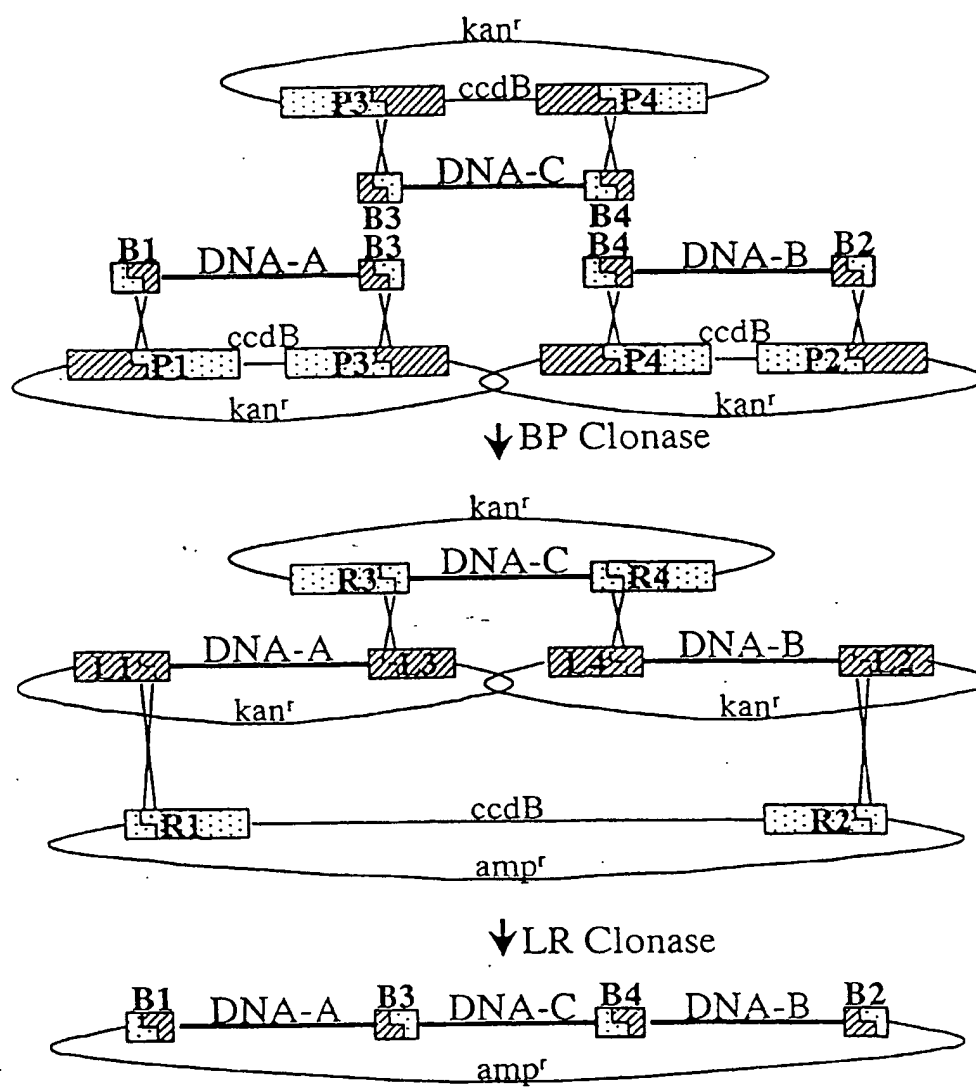 kanʳ
ccdB
P3 P4
DNA-C
B3 B4
B1 B3 B4 B2
DNA-A DNA-B
ccdB ccdB
P1 P3 P4 P2
kanʳ kanʳ
BP Clonase
kanʳ
DNA-C
R3 R4
DNA-A DNA-B
L1 L3 L4 L2
kanʳ kanʳ
ccdB
R1 R2
ampʳ
LR Clonase
B1 B3 B4 B2
DNA-A DNA-C DNA-B
ampʳ